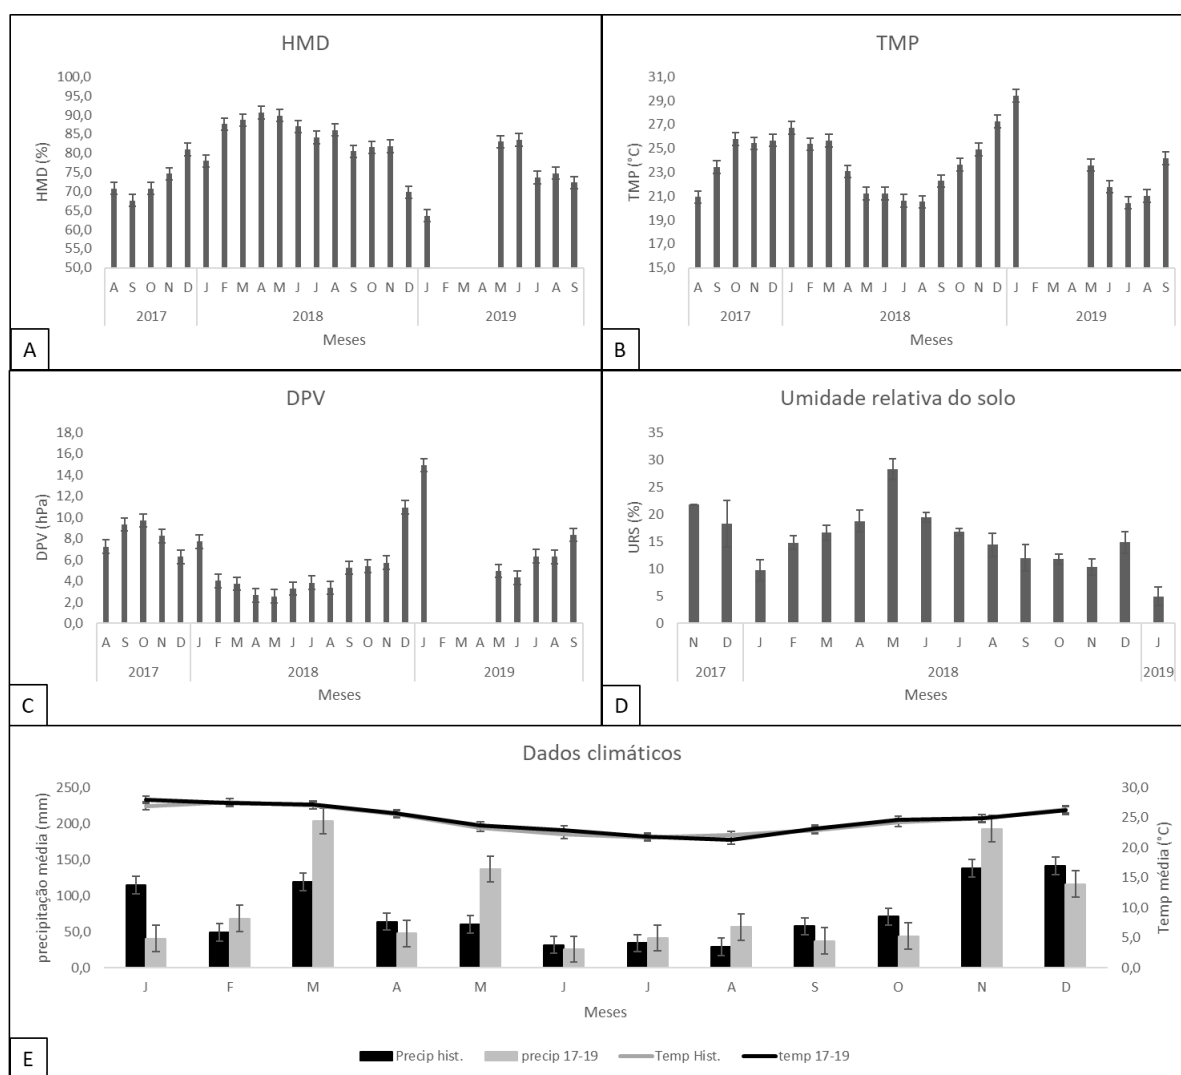 HMD
HMD (%)
100,0
95,0
90,0
85,0
80,0
75,0
70,0
65,0
60,0
55,0
50,0
A S O N D J F M A M J J A S O N D J F M A M J J A S
2017 2018 2019
Meses
A
TMP
TMP (°C)
31,0
29,0
27,0
25,0
23,0
21,0
19,0
17,0
15,0
A S O N D J F M A M J J A S O N D J F M A M J J A S
2017 2018 2019
Meses
B
DPV
DPV (hPa)
18,0
16,0
14,0
12,0
10,0
8,0
6,0
4,0
2,0
0,0
A S O N D J F M A M J J A S O N D J F M A M J J A S
2017 2018 2019
Meses
C
Umidade relativa do solo
URS (%)
35
30
25
20
15
10
5
0
N D J F M A M J J A S O N D J
2017 2018 2019
Meses
D
Dados climáticos
precipitação média (mm)
250,0
200,0
150,0
100,0
50,0
0,0
Temp média (°C)
30,0
25,0
20,0
15,0
10,0
5,0
0,0
J F M A M J J A S O N D
Meses
Precip hist. precip 17-19 Temp Hist. temp 17-19
E